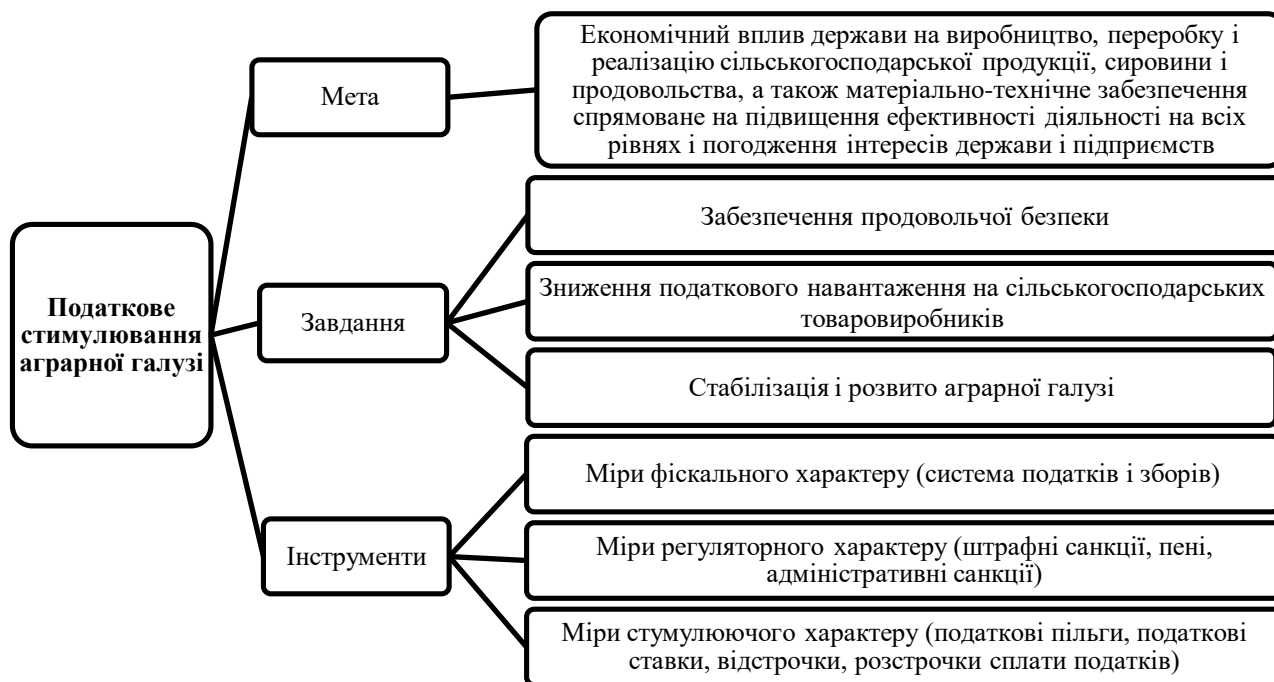 Економічний вплив держави на виробництво, переробку і
реалізацію сільськогосподарської продукції, сировини і
продовольства, а також матеріально-технічне забезпечення
спрямоване на підвищення ефективності діяльності на всіх
рівнях і погодження інтересів держави і підприємств
Мета
Забезпечення продовольчої безпеки
Зниження податкового навантаження на сільськогосподарських
товаровиробників
Завдання
Стабілізація і розвито аграрної галузі
Податкове
стимулювання
аграрної галузі
Міри фіскального характеру (система податків і зборів)
Міри регуляторного характеру (штрафні санкції, пені,
адміністративні санкції)
Інструменти
Міри стумулюючого характеру (податкові пільги, податкові
ставки, відстрочки, розстрочки сплати податків)